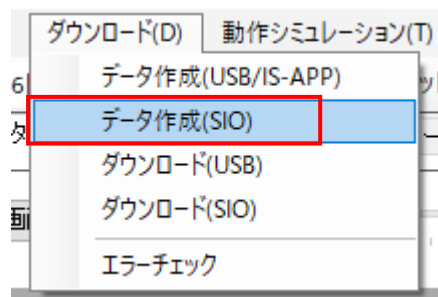 ダウンロード(D) 動作シミュレーション(T)
データ作成(USB/IS-APP)
データ作成(SIO)
ダウンロード(USB)
ダウンロード(SIO)
エラーチェック